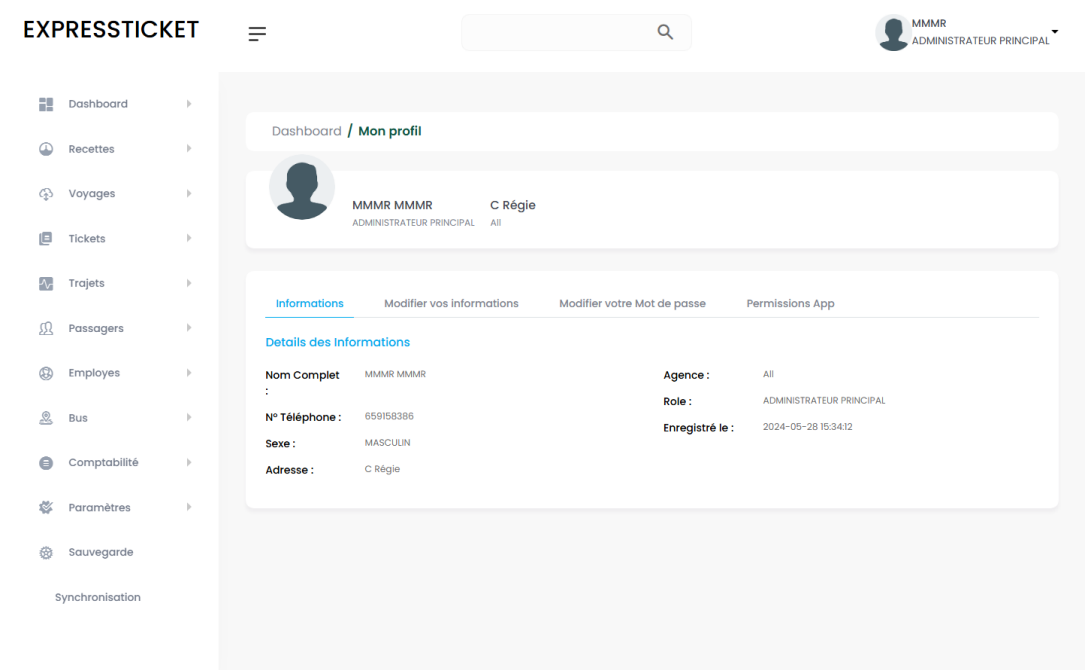 EXPRESSTICKET
MMMR
ADMINISTRATEUR PRINCIPAL
Dashboard
Recettes
Voyages
Tickets
Trajets
Passagers
Employes
Bus
Comptabilité
Paramètres
Sauvegarde
Synchronisation
Dashboard / Mon profil
MMMR MMMR
ADMINISTRATEUR PRINCIPAL
C Régie
All
Informations Modifier vos informations Modifier votre Mot de passe Permissions App
Details des Informations
Nom Complet : MMMR MMMR
N° Téléphone : 659158386
Sexe : MASCULIN
Adresse : C Régie
Agence : All
Role : ADMINISTRATEUR PRINCIPAL
Enregistré le : 2024-05-28 15:34:12